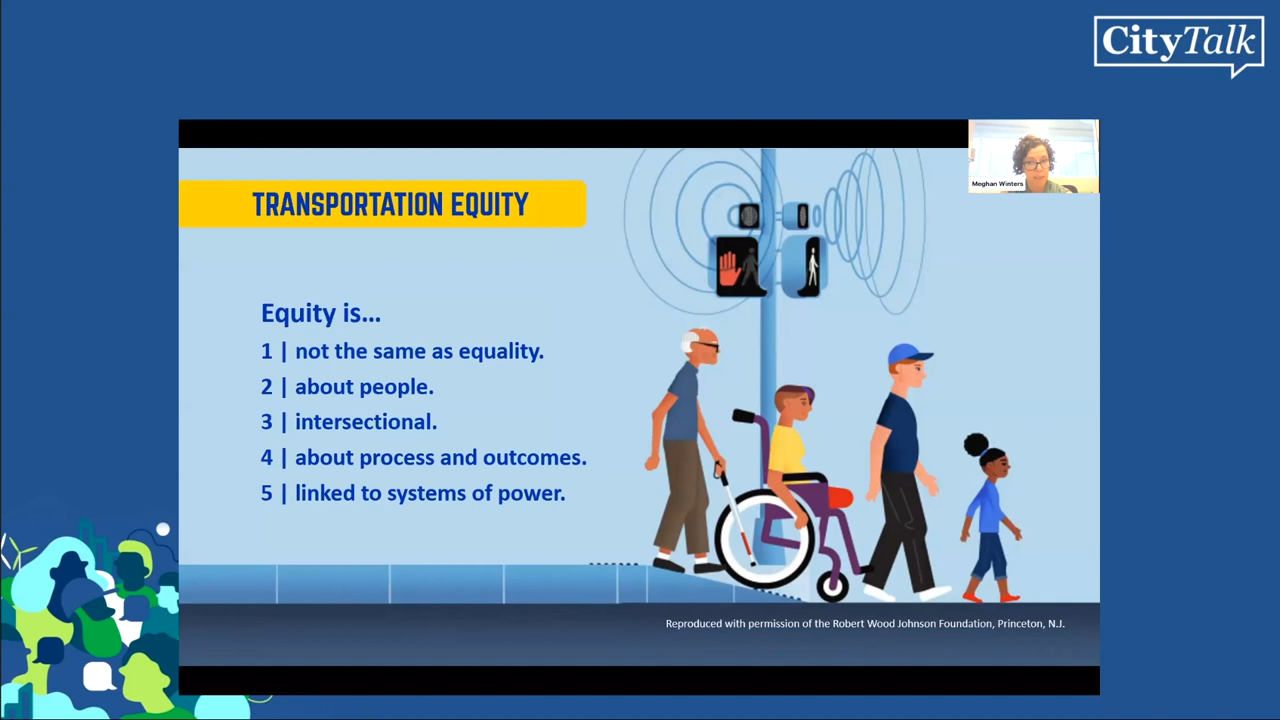 CityTalk
Meghan Winters
TRANSPORTATION EQUITY
Equity is...
1 | not the same as equality.
2 | about people.
3 | intersectional.
4 | about process and outcomes.
5 | linked to systems of power.
Reproduced with permission of the Robert Wood Johnson Foundation, Princeton, N.J.